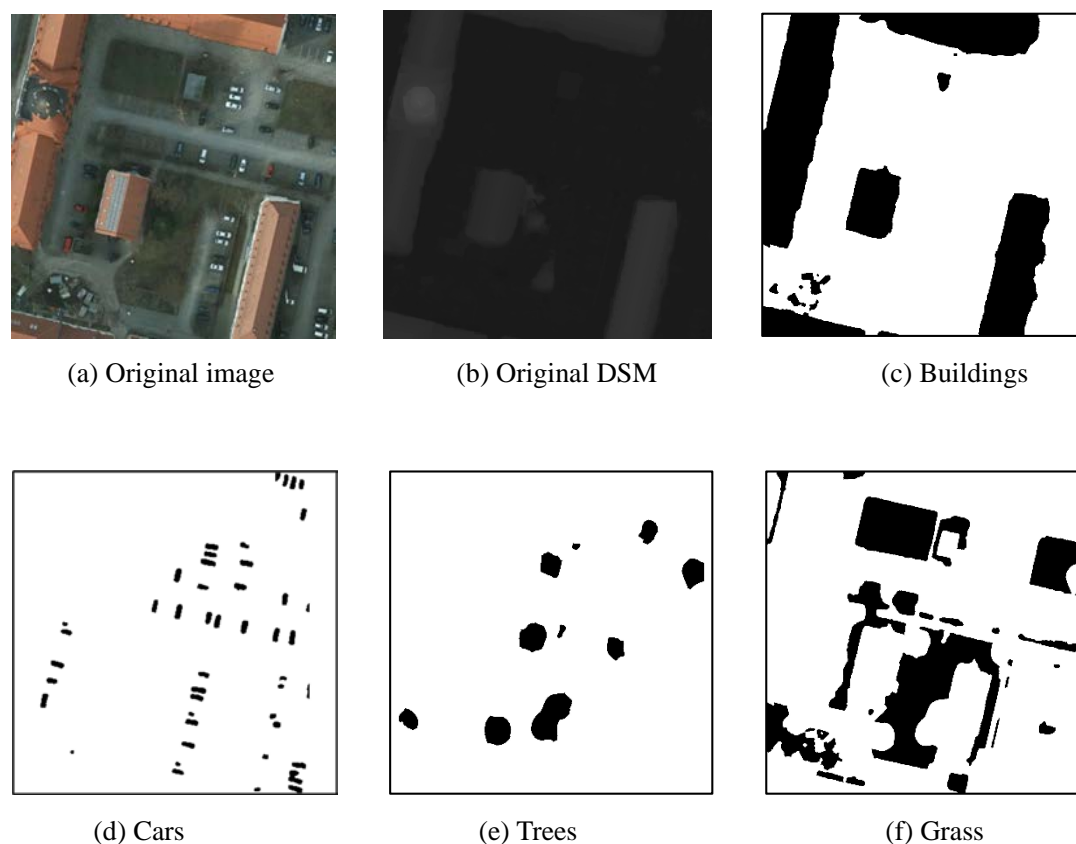 (a) Original image
(b) Original DSM
(c) Buildings
(d) Cars
(e) Trees
(f) Grass